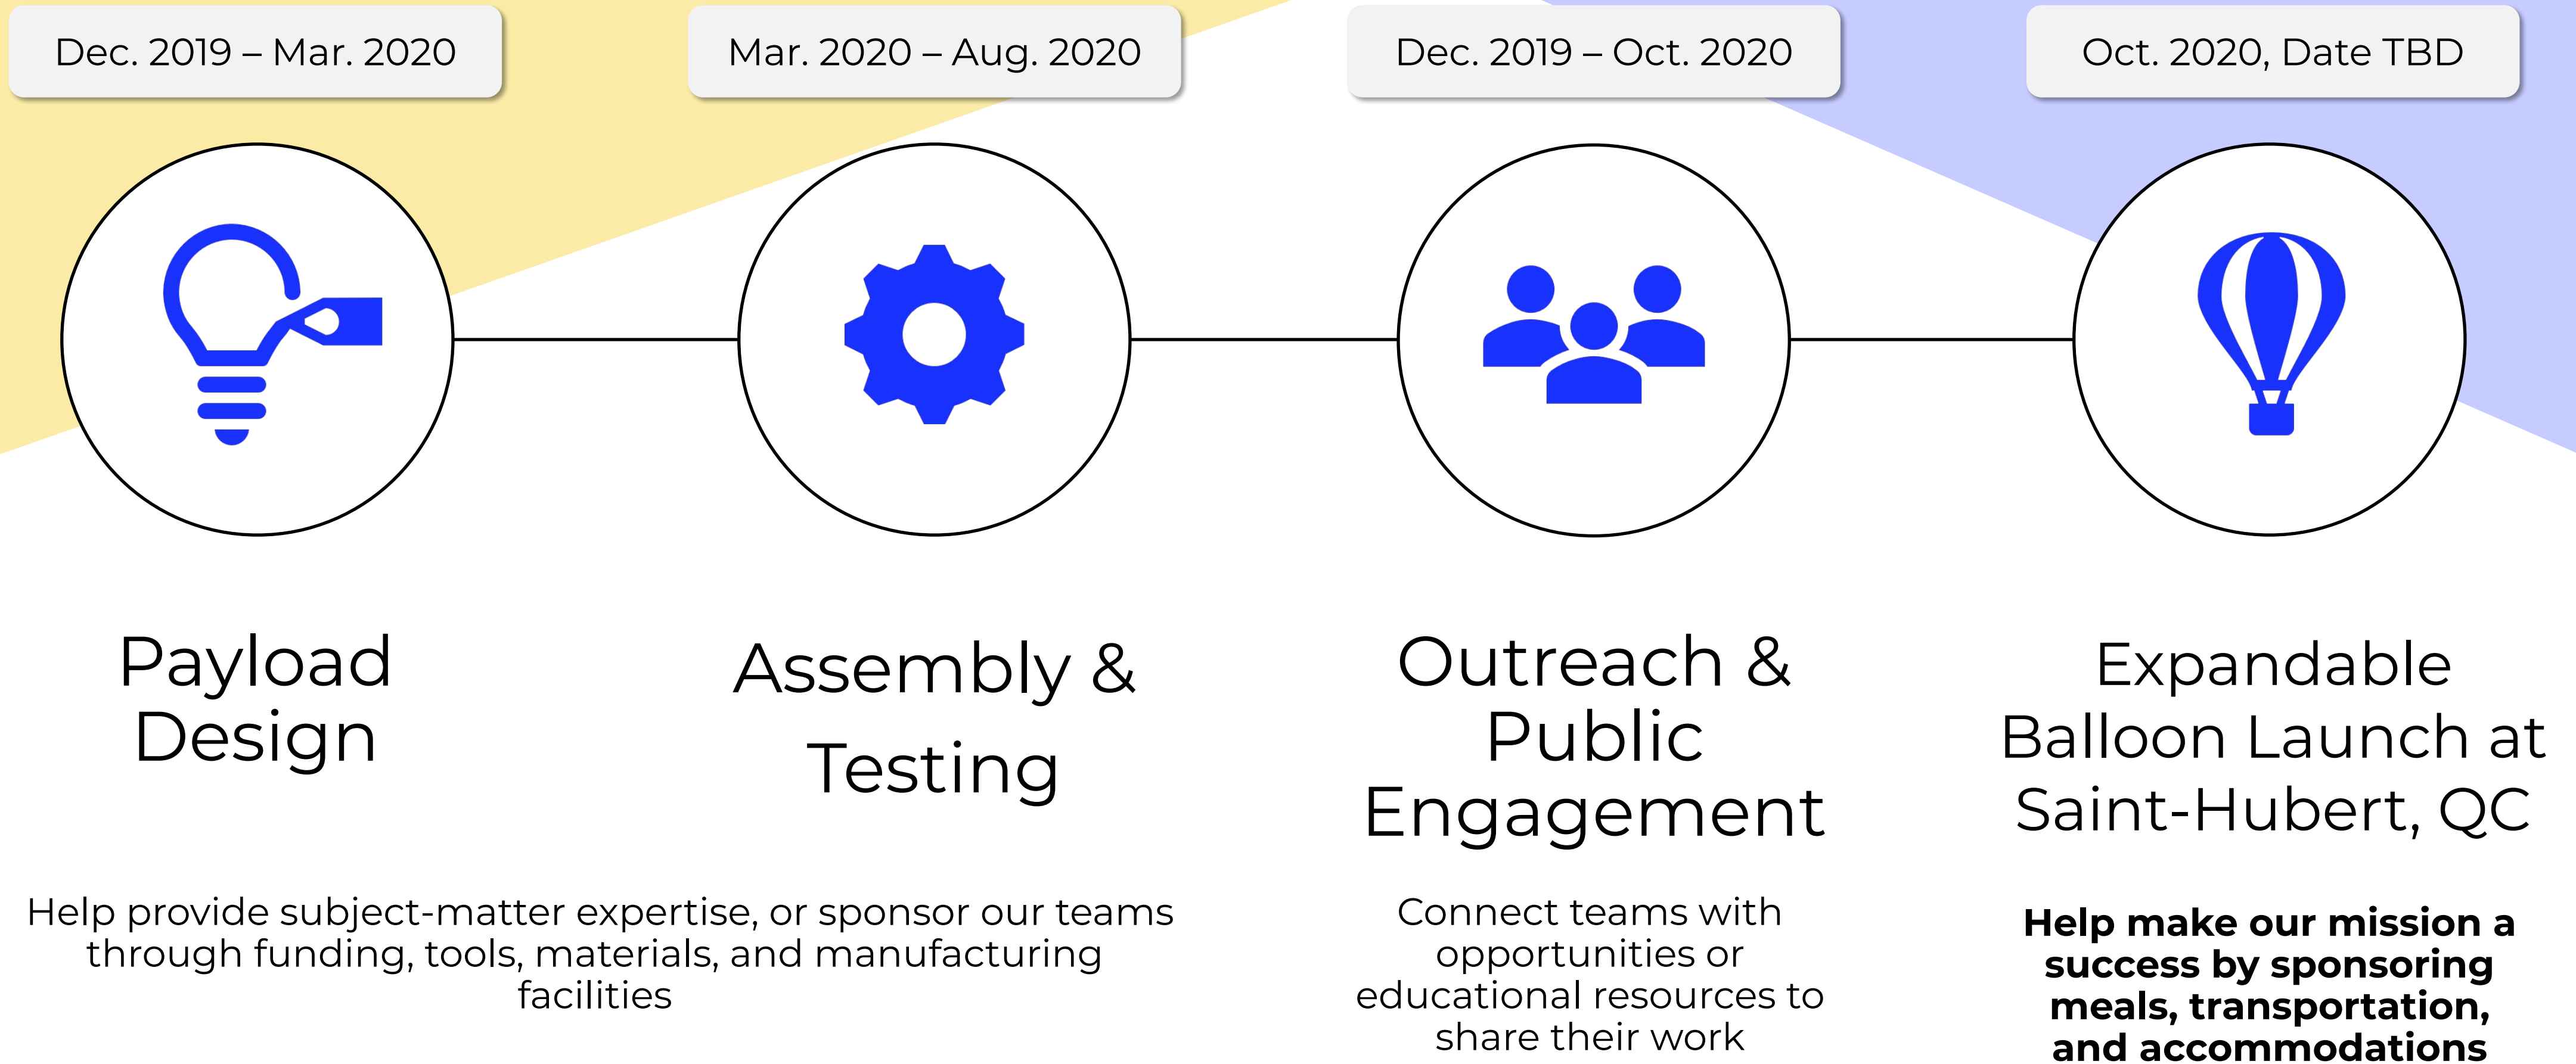 Dec. 2019 – Mar. 2020
Mar. 2020 – Aug. 2020
Dec. 2019 – Oct. 2020
Oct. 2020, Date TBD
Payload
Design
Assembly &
Testing
Outreach &
Public
Engagement
Expandable
Balloon Launch at
Saint-Hubert, QC
Help provide subject-matter expertise, or sponsor our teams
through funding, tools, materials, and manufacturing
facilities
Connect teams with
opportunities or
educational resources to
share their work
Help make our mission a
success by sponsoring
meals, transportation,
and accommodations